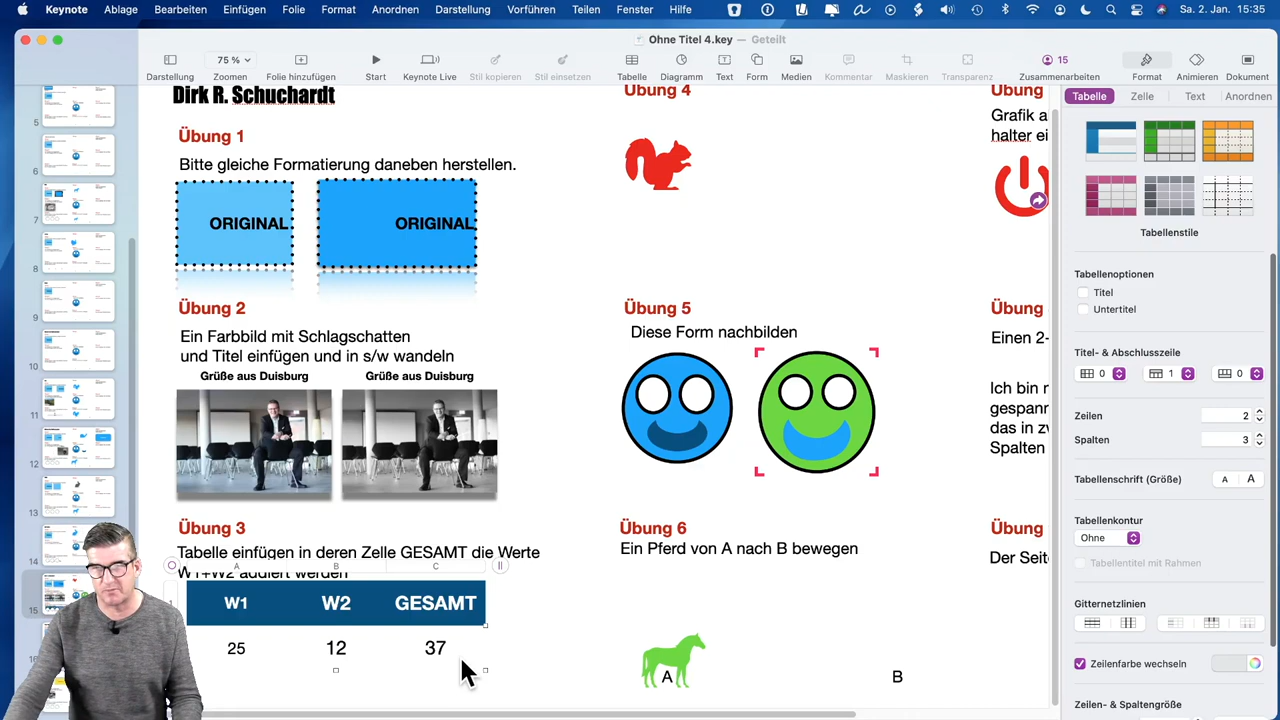 Keynote Ablage Bearbeiten Einfügen Folie Format Anordnen Darstellung Vorführen Teilen Fenster Hilfe Sa. 2. Jan. 15:35
Ohne Titel 4.key — Geteilt
75 % 15
Darstellung Zoomen Folie hinzufügen Start Keynote Live Stil kopieren Stil einsetzen Tabelle Diagramm Text Form Medien Kommentar Maskieren Transparenz Zusammenarbeiten Format Animieren Dokument
Tabelle Zelle Text Anordnen
Tabellenstile
Tabellenoptionen
Titel
Untertitel
Titel- & Abschlusszeile
0 1 0
Zeilen 2
Spalten 3
Tabellenschrift (Größe) A A
Tabellenkontur
Ohne
Tabellentitel mit Rahmen
Gitternetzlinien
Zeilenfarbe wechseln
Zeilen- & Spaltengröße
5
6
7
8
9
10
11
12
13
14
15
16
Dirk R. Schuchardt
Übung 1
Bitte gleiche Formatierung daneben herstellen.
ORIGINAL ORIGINAL
Übung 2
Ein Farbbild mit Schlagschatten
und Titel einfügen und in s/w wandeln
Grüße aus Duisburg Grüße aus Duisburg
Übung 3
Tabelle einfügen in deren Zelle GESAMT die Werte
W1+W2 addiert werden
A B C
1
W1 W2 GESAMT
25 12 37
Übung 4
Übung 5
Diese Form nachbilden
Übung 6
Ein Pferd von A nach B bewegen
A B
Übung
Grafik a
halter ei
Übung
Einen 2-
Ich bin r
gespann
das in zw
Spalten
Übung
Der Seite